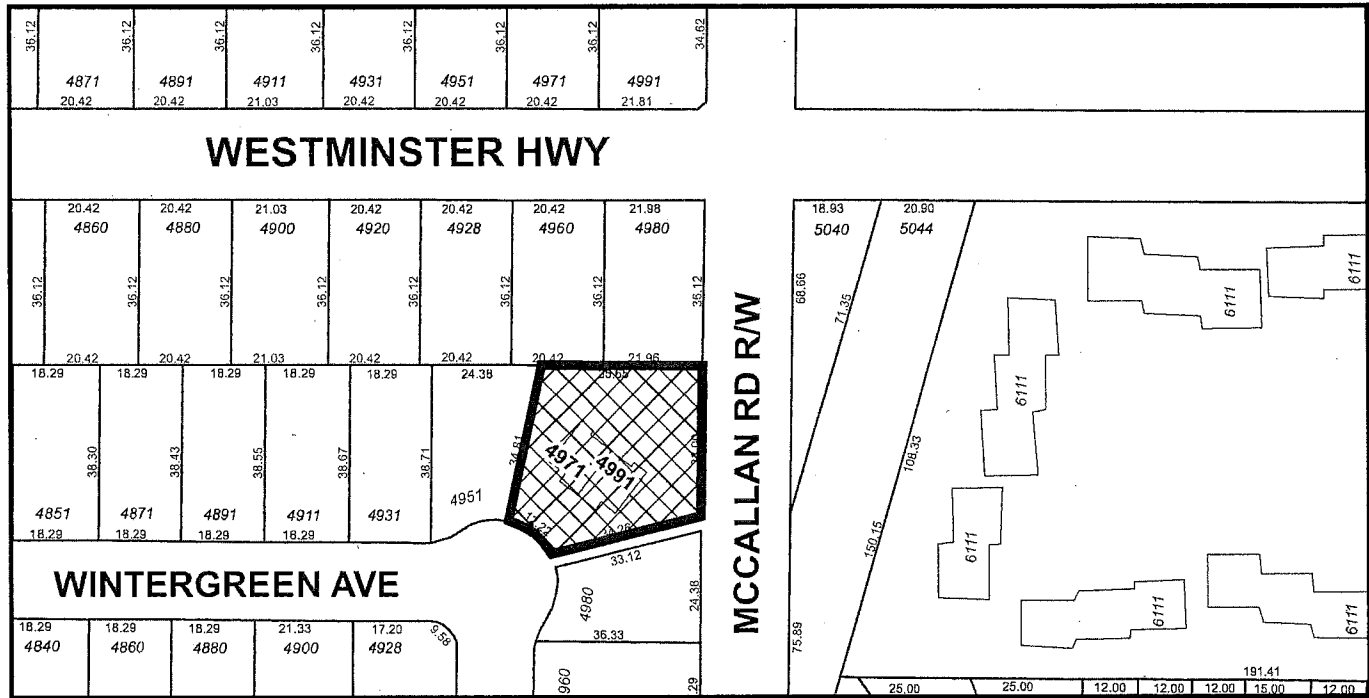 36.12 36.12 36.12 36.12 36.12 36.12 36.12 34.62
4871 4891 4911 4931 4951 4971 4991
20.42 20.42 21.03 20.42 20.42 20.42 21.81
WESTMINSTER HWY
20.42 20.42 21.03 20.42 20.42 20.42 21.98 18.93 20.90
4860 4880 4900 4920 4928 4960 4980 5040 5044
36.12 36.12 36.12 36.12 36.12 36.12 36.12 68.66 71.35
6111 6111
20.42 20.42 21.03 20.42 20.42 20.42 21.96
18.29 18.29 18.29 18.29 18.29 24.38
6111
MCCALLAN RD R/W
38.30 38.43 38.55 38.67 38.71 34.81
4971 4991
108.33
4951
4851 4871 4891 4911 4931
18.29 18.29 18.29 18.29
150.15
6111
33.12
WINTERGREEN AVE
4980 24.38
6111 6111
18.29 18.29 18.29 21.33 17.20 9.58 36.33 75.89
4840 4860 4880 4900 4928
960 .29
191.41
25.00 25.00 12.00 12.00 12.00 15.00 12.00